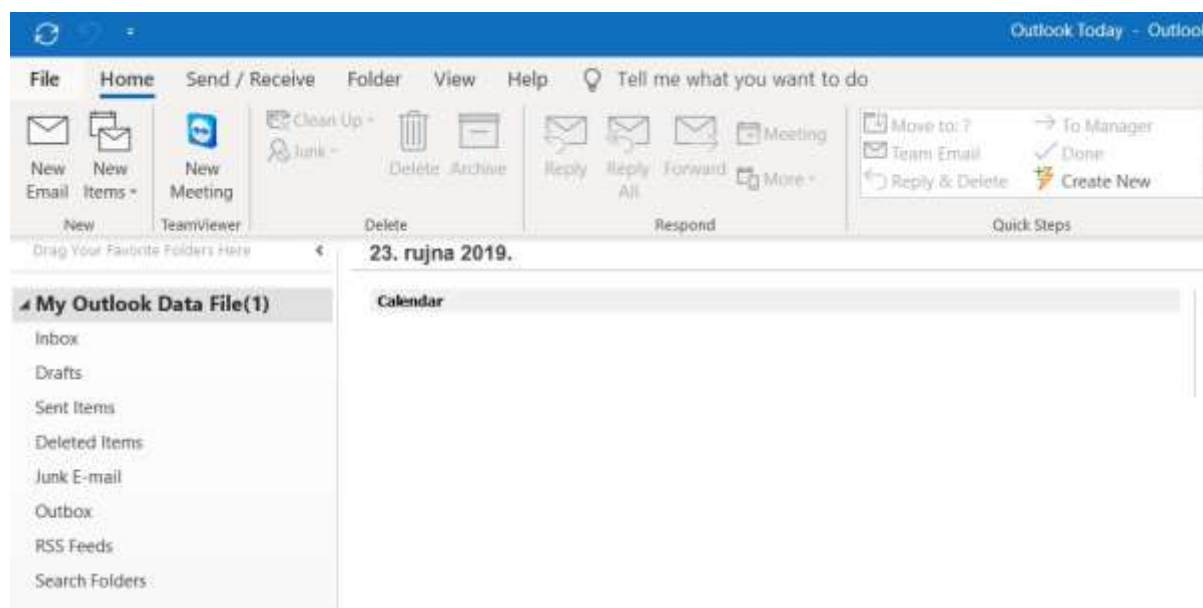 Outlook Today - Outloo
File Home Send / Receive Folder View Help Tell me what you want to do
New Email
New Items
New Meeting
Clean Up
Junk
Delete
Archive
Reply
Reply All
Forward
Meeting
More
Move to: ?
Team Email
Reply & Delete
To Manager
Done
Create New
New
TeamViewer
Delete
Respond
Quick Steps
Drag Your Favorite Folders Here
23. rujna 2019.
My Outlook Data File(1)
Calendar
Inbox
Drafts
Sent Items
Deleted Items
Junk E-mail
Outbox
RSS Feeds
Search Folders